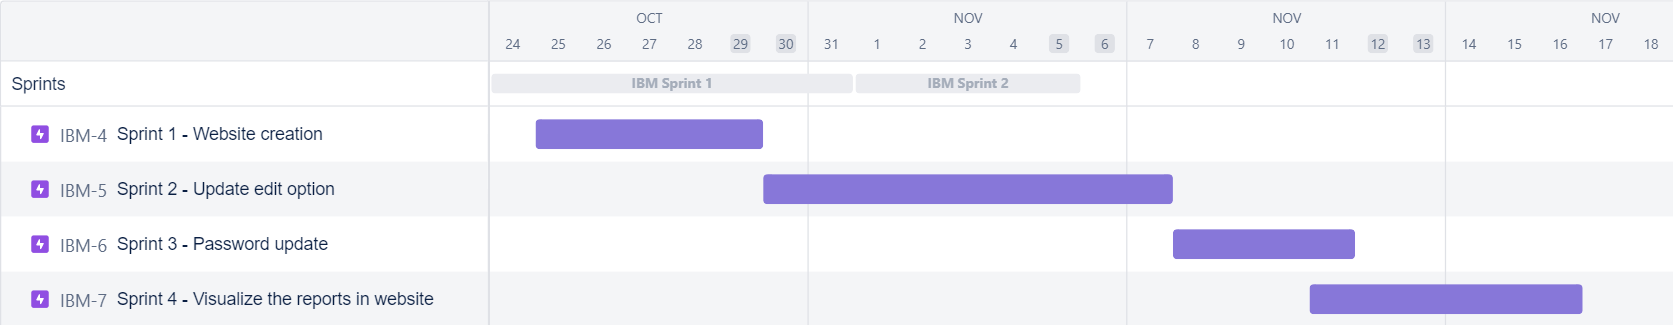 OCT NOV NOV NOV
24 25 26 27 28 29 30 31 1 2 3 4 5 6 7 8 9 10 11 12 13 14 15 16 17 18
Sprints IBM Sprint 1 IBM Sprint 2
IBM-4 Sprint 1 - Website creation
IBM-5 Sprint 2 - Update edit option
IBM-6 Sprint 3 - Password update
IBM-7 Sprint 4 - Visualize the reports in website